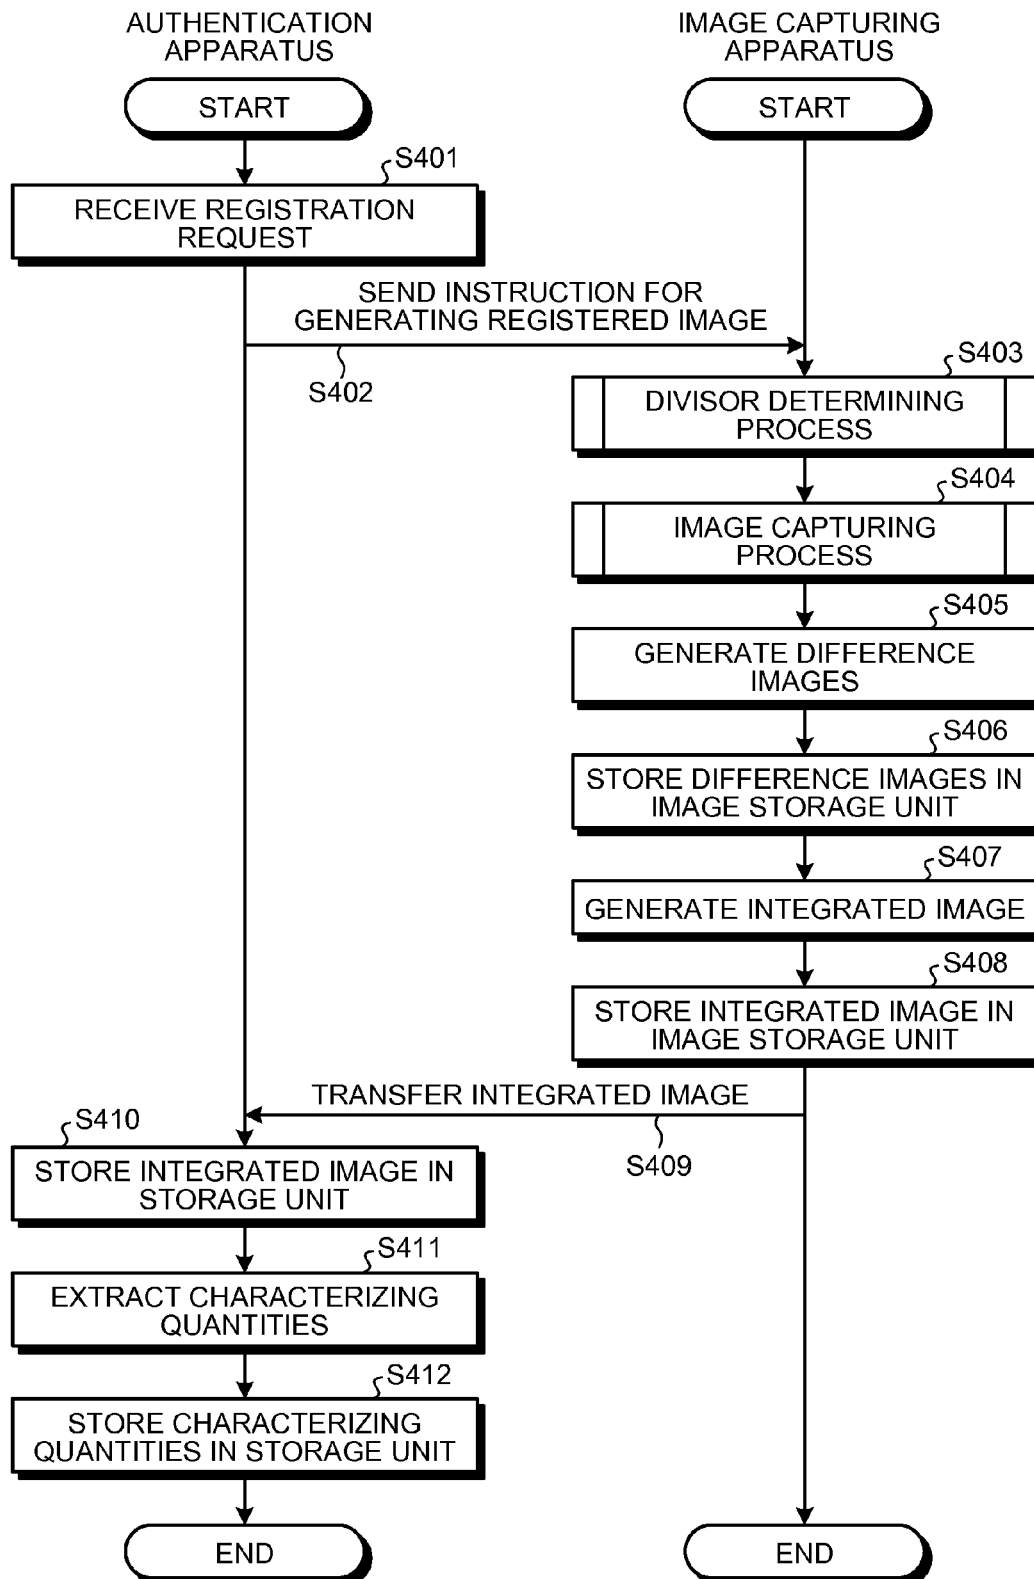 AUTHENTICATION
APPARATUS
IMAGE CAPTURING
APPARATUS
START
START
S401
RECEIVE REGISTRATION
REQUEST
SEND INSTRUCTION FOR
GENERATING REGISTERED IMAGE
S402
S403
DIVISOR DETERMINING
PROCESS
S404
IMAGE CAPTURING
PROCESS
S405
GENERATE DIFFERENCE
IMAGES
S406
STORE DIFFERENCE IMAGES IN
IMAGE STORAGE UNIT
S407
GENERATE INTEGRATED IMAGE
S408
STORE INTEGRATED IMAGE IN
IMAGE STORAGE UNIT
TRANSFER INTEGRATED IMAGE
S409
S410
STORE INTEGRATED IMAGE IN
STORAGE UNIT
S411
EXTRACT CHARACTERIZING
QUANTITIES
S412
STORE CHARACTERIZING
QUANTITIES IN STORAGE UNIT
END
END